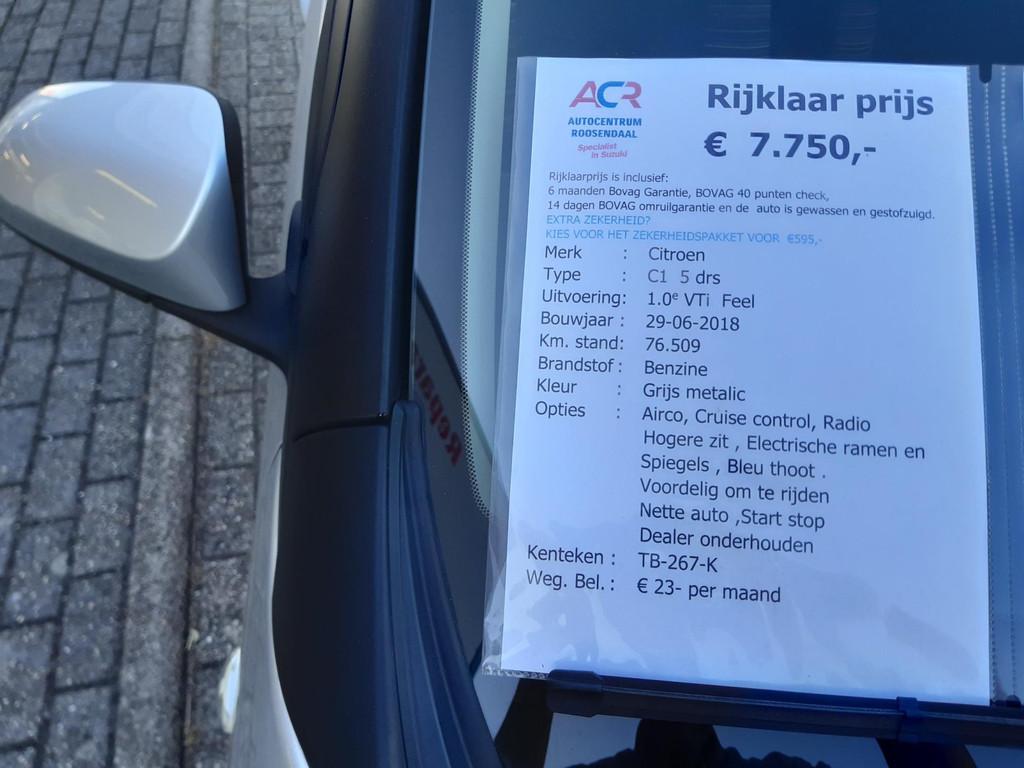 ACR
AUTOCENTRUM
ROOSENDAAL
Specialist
in Suzuki
Rijklaar prijs
€ 7.750,-
Rijklaarprijs is inclusief:
6 maanden Bovag Garantie, BOVAG 40 punten check,
14 dagen BOVAG omruilgarantie en de auto is gewassen en gestofzuigd.
EXTRA ZEKERHEID?
KIES VOOR HET ZEKERHEIDSPAKKET VOOR €595,-
Merk : Citroen
Type : C1 5 drs
Uitvoering: 1.0e VTi Feel
Bouwjaar : 29-06-2018
Km. stand: 76.509
Brandstof : Benzine
Kleur : Grijs metalic
Opties : Airco, Cruise control, Radio
Hogere zit , Electrische ramen en
Spiegels , Bleu thoot .
Voordelig om te rijden
Nette auto ,Start stop
Dealer onderhouden
Kenteken : TB-267-K
Weg. Bel. : € 23- per maand